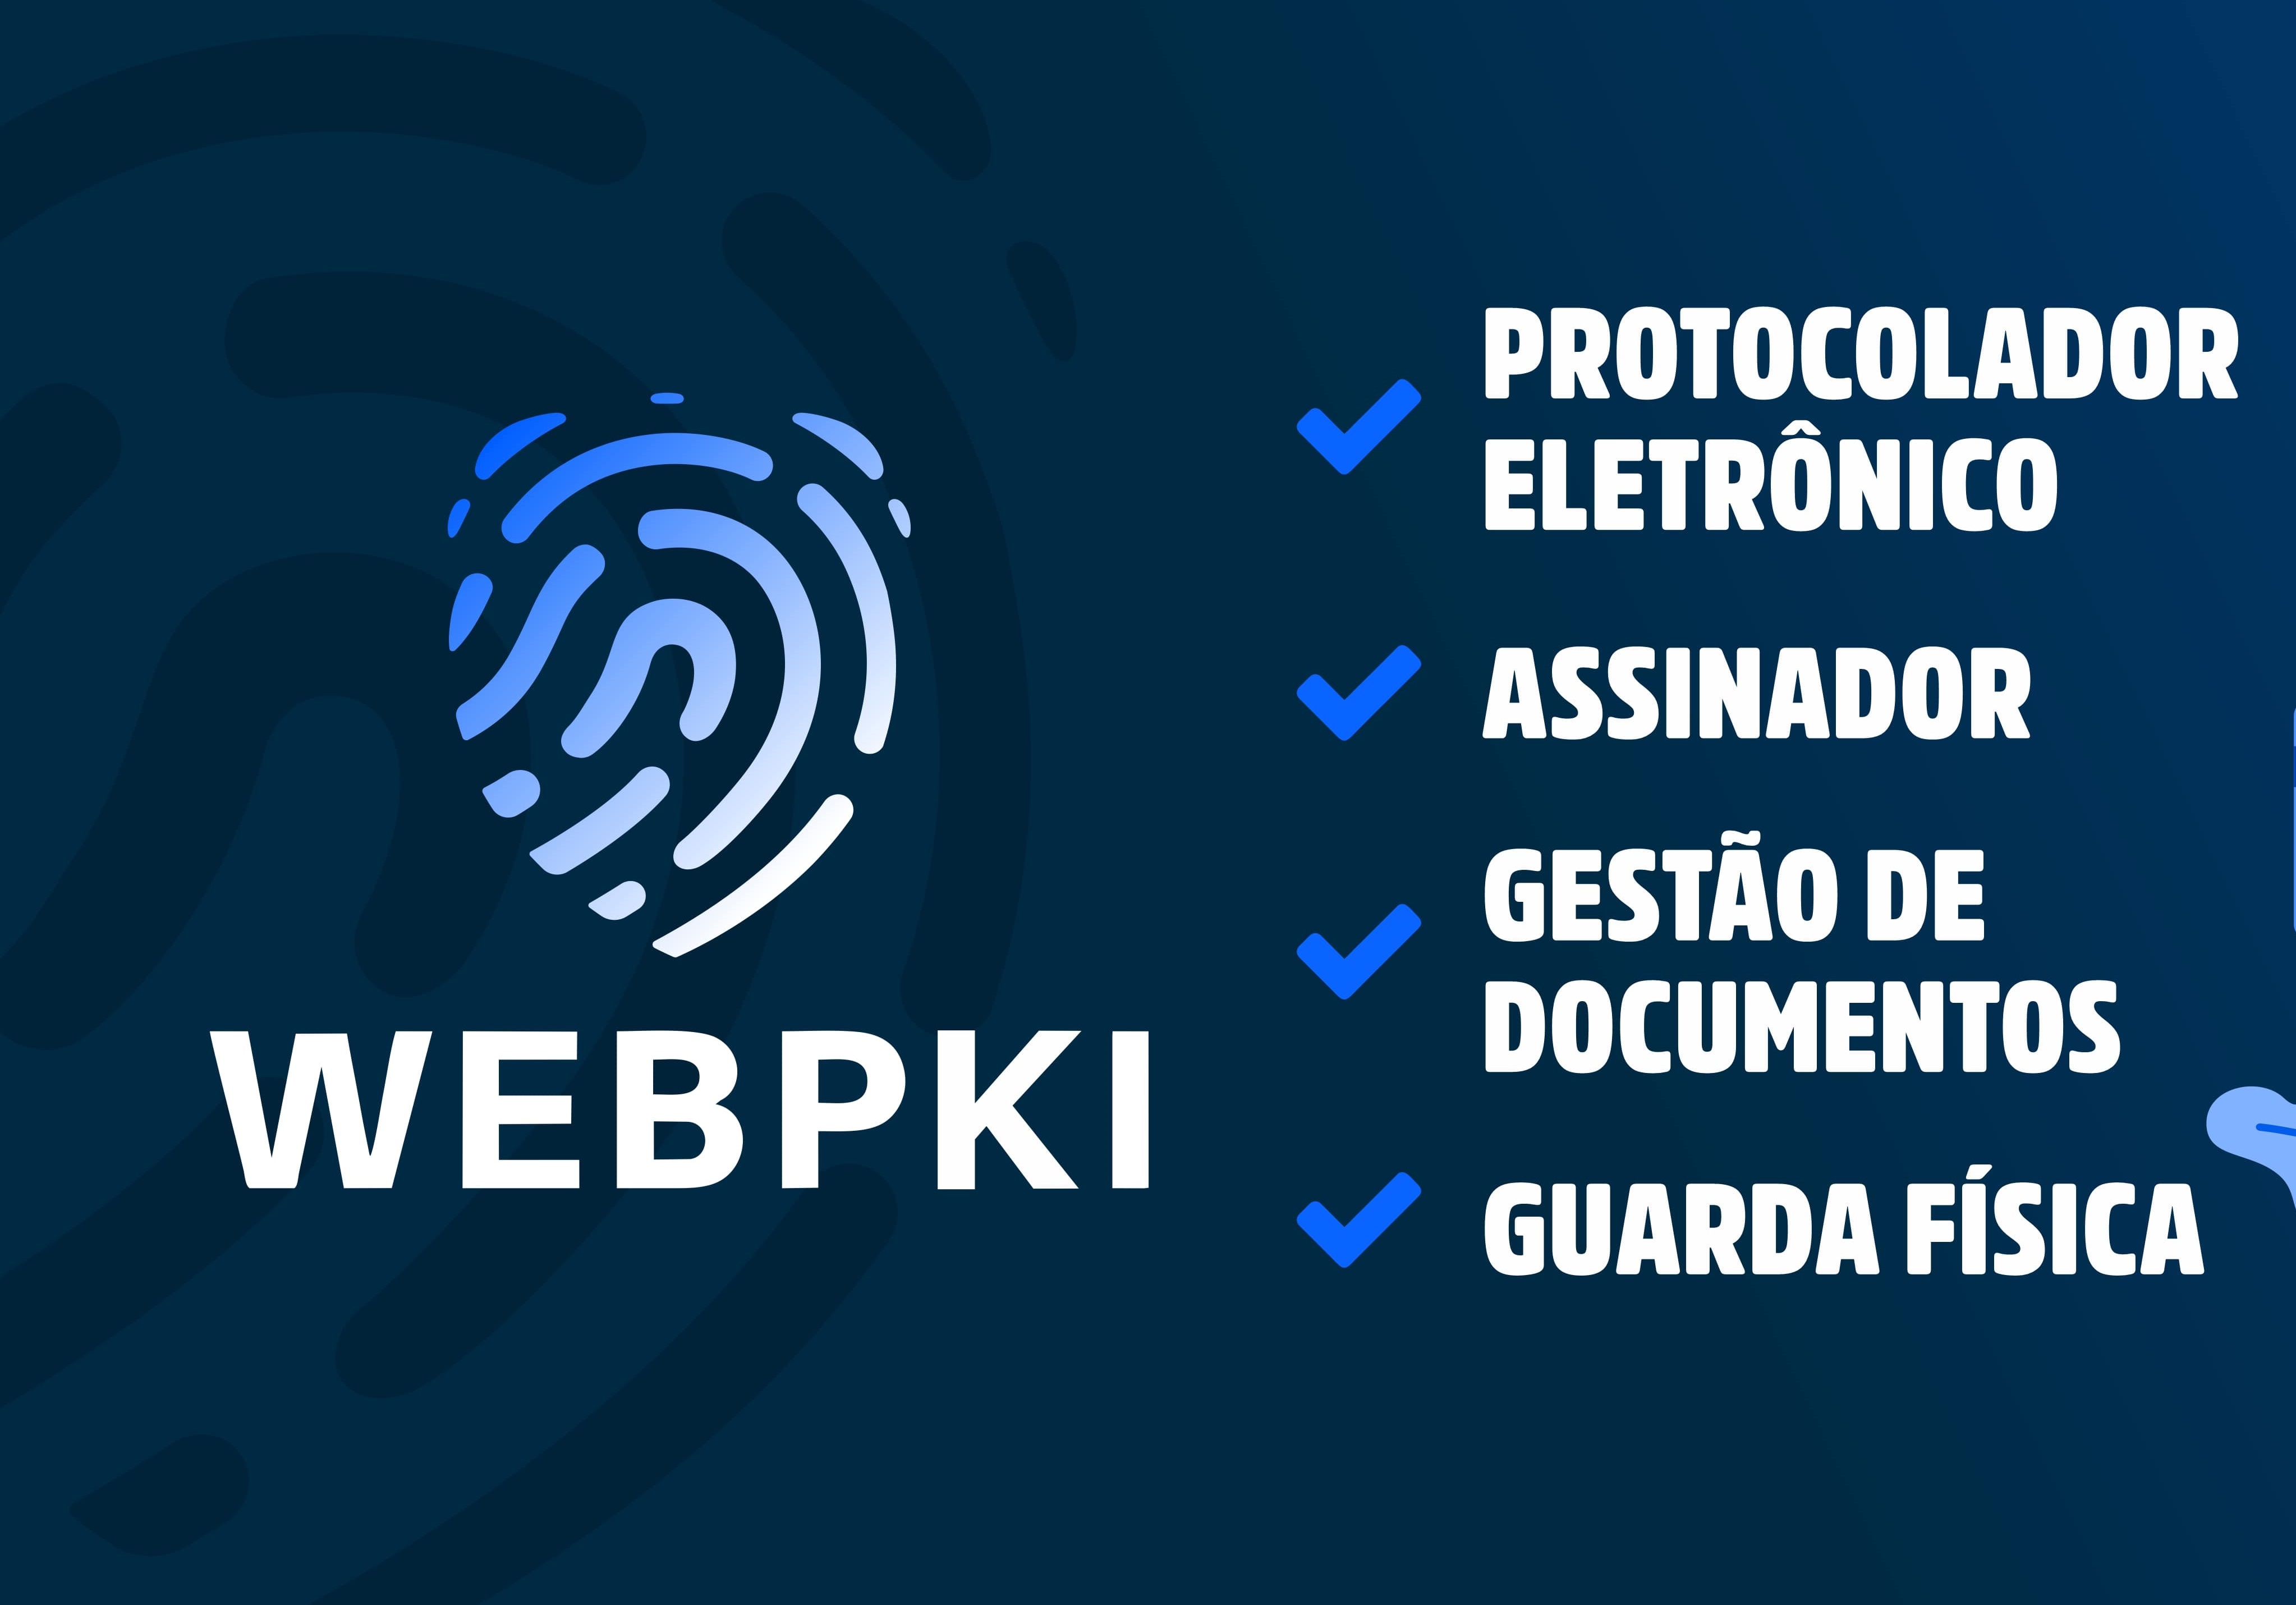 WEBPKI
PROTOCOLADOR
ELETRÔNICO
ASSINADOR
GESTÃO DE
DOCUMENTOS
GUARDA FÍSICA